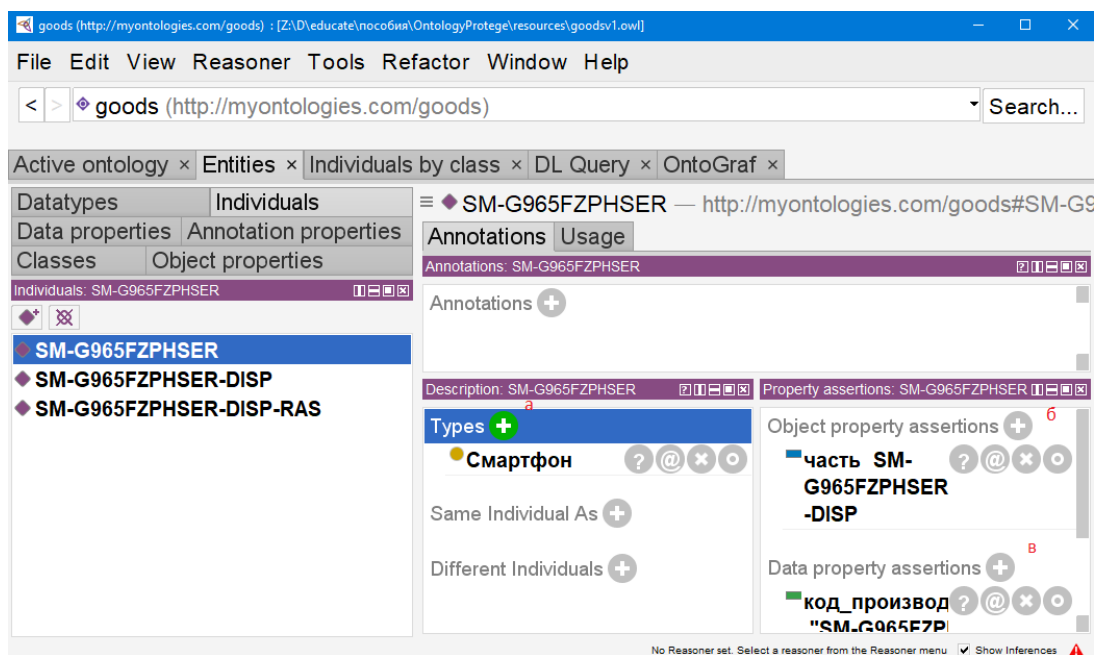 goods (http://myontologies.com/goods) : [Z:\D\educate\пособия\OntologyProtege\resources\goodsv1.owl]
File Edit View Reasoner Tools Refactor Window Help
< > goods (http://myontologies.com/goods) Search...
Active ontology × Entities × Individuals by class × DL Query × OntoGraf ×
Datatypes Individuals
Data properties Annotation properties
Classes Object properties
Individuals: SM-G965FZPHSER
SM-G965FZPHSER
SM-G965FZPHSER-DISP
SM-G965FZPHSER-DISP-RAS
SM-G965FZPHSER — http://myontologies.com/goods#SM-G9
Annotations Usage
Annotations: SM-G965FZPHSER
Annotations
Description: SM-G965FZPHSER
а
Types
Смартфон
Same Individual As
Different Individuals
Property assertions: SM-G965FZPHSER
Object property assertions
б
часть SM-
G965FZPHSER
-DISP
в
Data property assertions
код_производ
"SM-G965FZP
No Reasoner set. Select a reasoner from the Reasoner menu Show Inferences